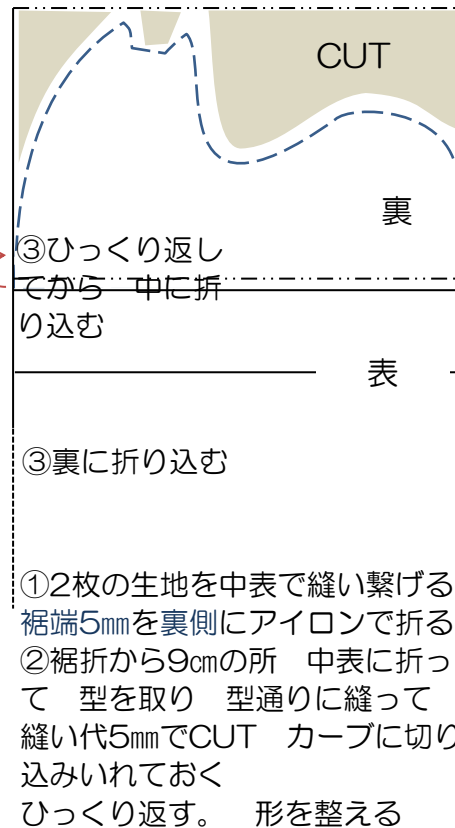 CUT
裏
③ひっくり返し
てから　中に折
り込む
表
③裏に折り込む
①2枚の生地を中表で縫い繋げる
裾端5㎜を裏側にアイロンで折る
②裾折から9㎝の所　中表に折っ
て　型を取り　型通りに縫って
縫い代5㎜でCUT　カーブに切り
込みいれておく
ひっくり返す。　形を整える